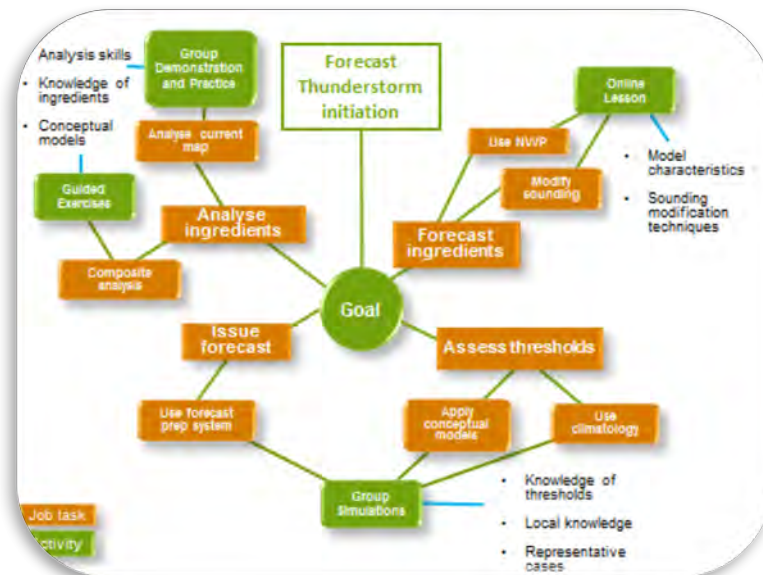 Analysis skills
• Knowledge of
ingredients
• Conceptual
models
Group
Demonstration
and Practice
Analyse current
map
Guided
Exercises
Composite
analysis
Analyse
ingredients
Forecast
Thunderstorm
initiation
Online
Lesson
Use NWP
Modify
sounding
Forecast
ingredients
• Model
characteristics
• Sounding
modification
techniques
Goal
Issue
forecast
Use forecast
prep system
Assess thresholds
Apply
conceptual
models
Use
climatology
Group
Simulations
• Knowledge of
thresholds
• Local knowledge
• Representative
cases
Job task
ctivity